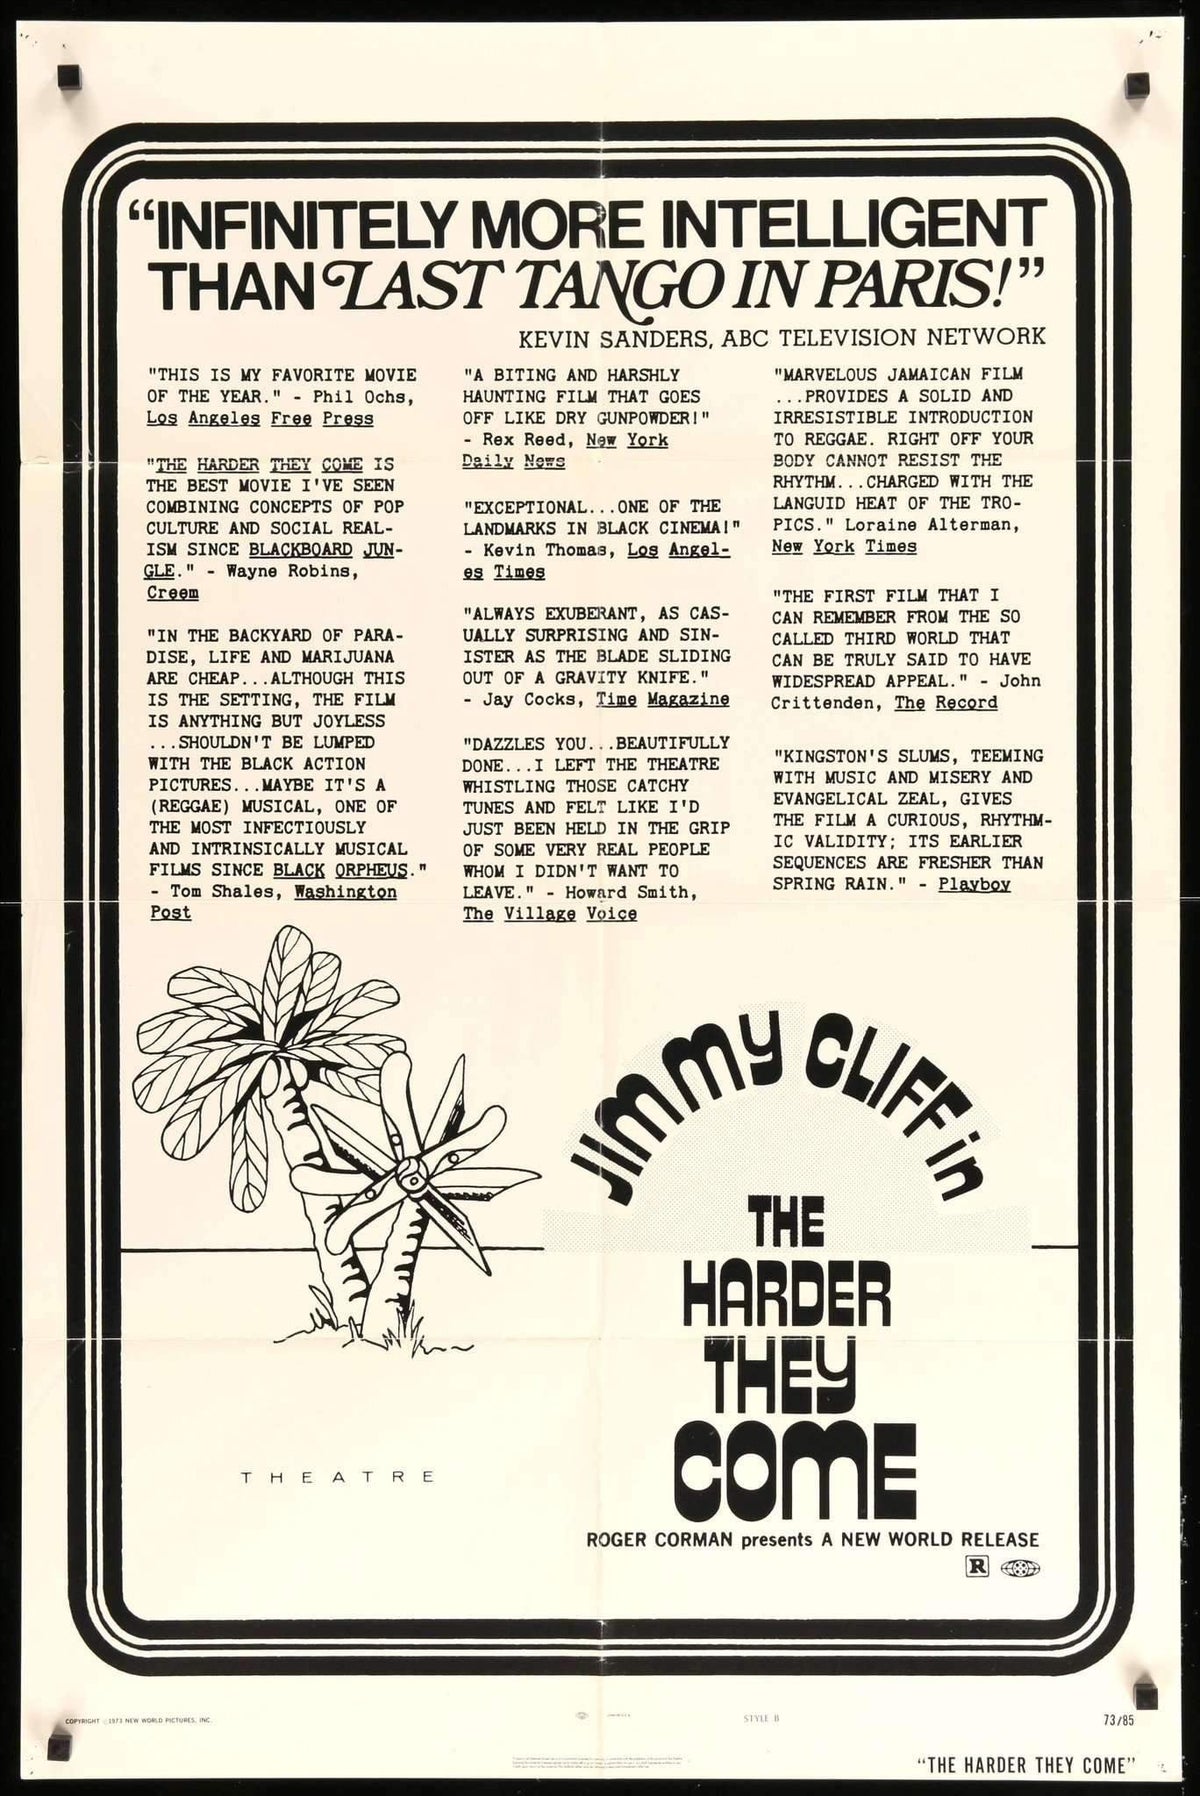 “INFINITELY MORE INTELLIGENT
THAN LAST TANGO IN PARIS!”
KEVIN SANDERS, ABC TELEVISION NETWORK
"THIS IS MY FAVORITE MOVIE
OF THE YEAR." - Phil Ochs,
Los Angeles Free Press
"THE HARDER THEY COME IS
THE BEST MOVIE I'VE SEEN
COMBINING CONCEPTS OF POP
CULTURE AND SOCIAL REAL-
ISM SINCE BLACKBOARD JUN-
GLE." - Wayne Robins,
Creem
"IN THE BACKYARD OF PARA-
DISE, LIFE AND MARIJUANA
ARE CHEAP...ALTHOUGH THIS
IS THE SETTING, THE FILM
IS ANYTHING BUT JOYLESS
...SHOULDN'T BE LUMPED
WITH THE BLACK ACTION
PICTURES...MAYBE IT'S A
(REGGAE) MUSICAL, ONE OF
THE MOST INFECTIOUSLY
AND INTRINSICALLY MUSICAL
FILMS SINCE BLACK ORPHEUS."
- Tom Shales, Washington
Post
"A BITING AND HARSHLY
HAUNTING FILM THAT GOES
OFF LIKE DRY GUNPOWDER!"
- Rex Reed, New York
Daily News
"EXCEPTIONAL...ONE OF THE
LANDMARKS IN BLACK CINEMA!"
- Kevin Thomas, Los Angel-
es Times
"ALWAYS EXUBERANT, AS CAS-
UALLY SURPRISING AND SIN-
ISTER AS THE BLADE SLIDING
OUT OF A GRAVITY KNIFE."
- Jay Cocks, Time Magazine
"DAZZLES YOU...BEAUTIFULLY
DONE...I LEFT THE THEATRE
WHISTLING THOSE CATCHY
TUNES AND FELT LIKE I'D
JUST BEEN HELD IN THE GRIP
OF SOME VERY REAL PEOPLE
WHOM I DIDN'T WANT TO
LEAVE." - Howard Smith,
The Village Voice
"MARVELOUS JAMAICAN FILM
...PROVIDES A SOLID AND
IRRESISTIBLE INTRODUCTION
TO REGGAE. RIGHT OFF YOUR
BODY CANNOT RESIST THE
RHYTHM...CHARGED WITH THE
LANGUID HEAT OF THE TRO-
PICS." Loraine Alterman,
New York Times
"THE FIRST FILM THAT I
CAN REMEMBER FROM THE SO
CALLED THIRD WORLD THAT
CAN BE TRULY SAID TO HAVE
WIDESPREAD APPEAL." - John
Crittenden, The Record
"KINGSTON'S SLUMS, TEEMING
WITH MUSIC AND MISERY AND
EVANGELICAL ZEAL, GIVES
THE FILM A CURIOUS, RHYTHM-
IC VALIDITY; ITS EARLIER
SEQUENCES ARE FRESHER THAN
SPRING RAIN." - Playboy
JIMMY CLIFF in
THE
HARDER
THEY
COME
THEATRE
ROGER CORMAN presents A NEW WORLD RELEASE
R
COPYRIGHT © 1973 NEW WORLD PICTURES, INC.
STYLE B
73/85
“THE HARDER THEY COME”